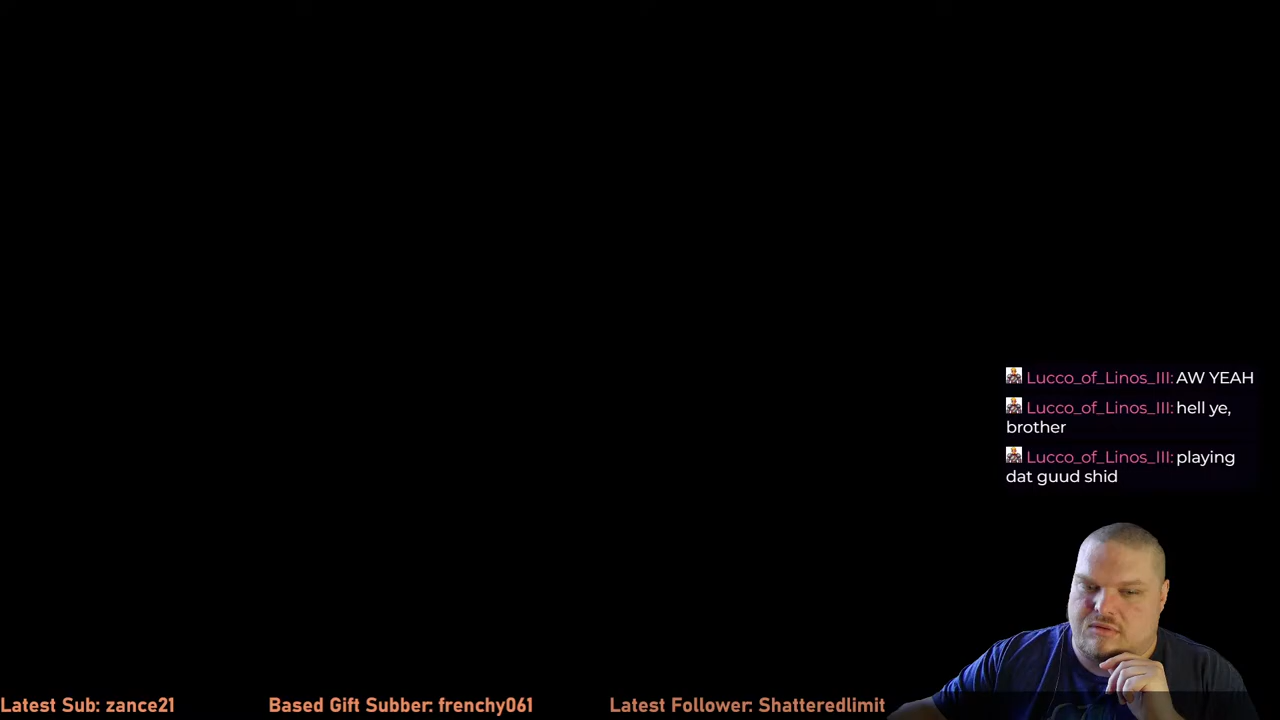 Lucco_of_Linos_III: AW YEAH
Lucco_of_Linos_III: hell ye,
brother
Lucco_of_Linos_III: playing
dat guud shid
Latest Sub: zance21
Based Gift Subber: frenchy061
Latest Follower: Shatteredlimit